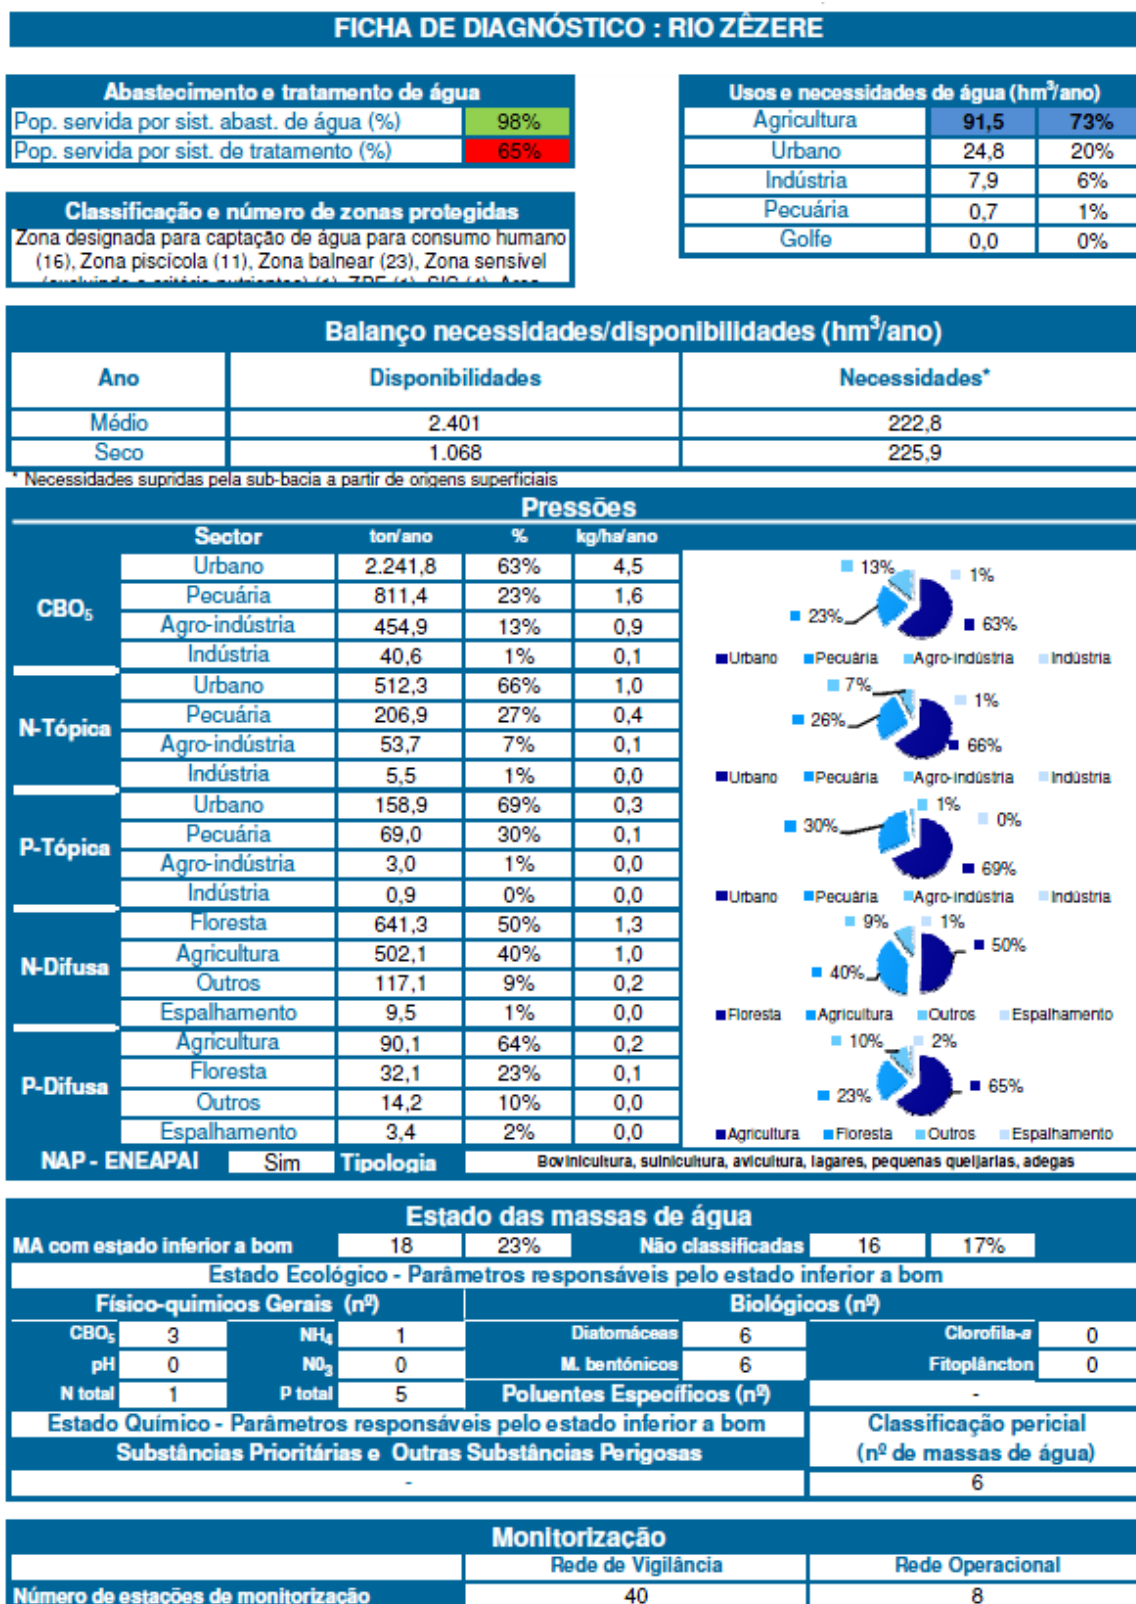 FICHA DE DIAGNÓSTICO : RIO ZÊZERE
Abastecimento e tratamento de água
Pop. servida por sist. abast. de água (%) 98%
Pop. servida por sist. de tratamento (%) 65%
Classificação e número de zonas protegidas
Zona designada para captação de água para consumo humano
(16), Zona piscícola (11), Zona balnear (23), Zona sensível
Usos e necessidades de água (hm³/ano)
Agricultura 91,5 73%
Urbano 24,8 20%
Indústria 7,9 6%
Pecuária 0,7 1%
Golfe 0,0 0%
Balanço necessidades/disponibilidades (hm³/ano)
Ano Disponibilidades Necessidades*
Médio 2.401 222,8
Seco 1.068 225,9
* Necessidades supridas pela sub-bacia a partir de origens superficiais
Pressões
Sector ton/ano % kg/ha/ano
CBO₅
Urbano 2.241,8 63% 4,5
Pecuária 811,4 23% 1,6
Agro-indústria 454,9 13% 0,9
Indústria 40,6 1% 0,1
13% 1%
23% 63%
Urbano Pecuária Agro-indústria Indústria
N-Tópica
Urbano 512,3 66% 1,0
Pecuária 206,9 27% 0,4
Agro-indústria 53,7 7% 0,1
Indústria 5,5 1% 0,0
7% 1%
26% 66%
Urbano Pecuária Agro-indústria Indústria
P-Tópica
Urbano 158,9 69% 0,3
Pecuária 69,0 30% 0,1
Agro-indústria 3,0 1% 0,0
Indústria 0,9 0% 0,0
1% 0%
30% 69%
Urbano Pecuária Agro-indústria Indústria
N-Difusa
Floresta 641,3 50% 1,3
Agricultura 502,1 40% 1,0
Outros 117,1 9% 0,2
Espalhamento 9,5 1% 0,0
9% 1%
40% 50%
Floresta Agricultura Outros Espalhamento
P-Difusa
Agricultura 90,1 64% 0,2
Floresta 32,1 23% 0,1
Outros 14,2 10% 0,0
Espalhamento 3,4 2% 0,0
10% 2%
23% 65%
Agricultura Floresta Outros Espalhamento
NAP - ENEAPAI Sim Tipologia Bovinicultura, suinicultura, avicultura, lagares, pequenas queijarias, adegas
Estado das massas de água
MA com estado inferior a bom 18 23% Não classificadas 16 17%
Estado Ecológico - Parâmetros responsáveis pelo estado inferior a bom
Físico-quimicos Gerais (nº) Biológicos (nº)
CBO₅ 3 NH₄ 1 Diatomáceas 6 Clorofila-a 0
pH 0 N0₃ 0 M. bentónicos 6 Fitoplâncton 0
N total 1 P total 5 Poluentes Específicos (nº) -
Estado Químico - Parâmetros responsáveis pelo estado inferior a bom Classificação pericial
Substâncias Prioritárias e Outras Substâncias Perigosas (nº de massas de água)
- 6
Monitorização
Rede de Vigilância Rede Operacional
Número de estações de monitorização 40 8